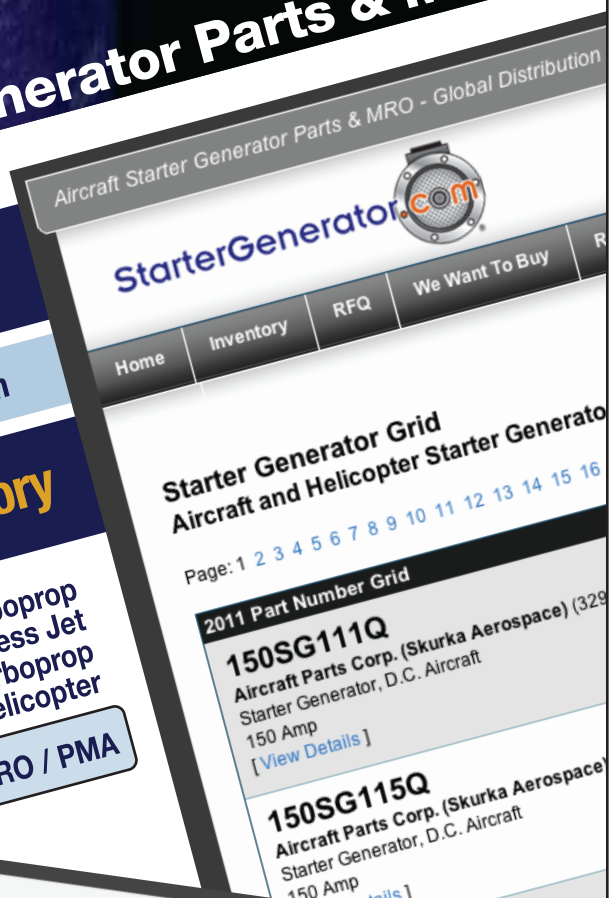 nerator Parts &
Aircraft Starter Generator Parts & MRO - Global Distribution
StarterGenerator.com
Home Inventory RFQ We Want To Buy R
ory
Starter Generator Grid
Aircraft and Helicopter Starter Generato
Page: 1 2 3 4 5 6 7 8 9 10 11 12 13 14 15 16
2011 Part Number Grid
150SG111Q
Aircraft Parts Corp. (Skurka Aerospace) (329
Starter Generator, D.C. Aircraft
150 Amp
[ View Details ]
boprop
ess Jet
rboprop
elicopter
RO / PMA
150SG115Q
Aircraft Parts Corp. (Skurka Aerospace)
Starter Generator, D.C. Aircraft
150 Amp
ails ]